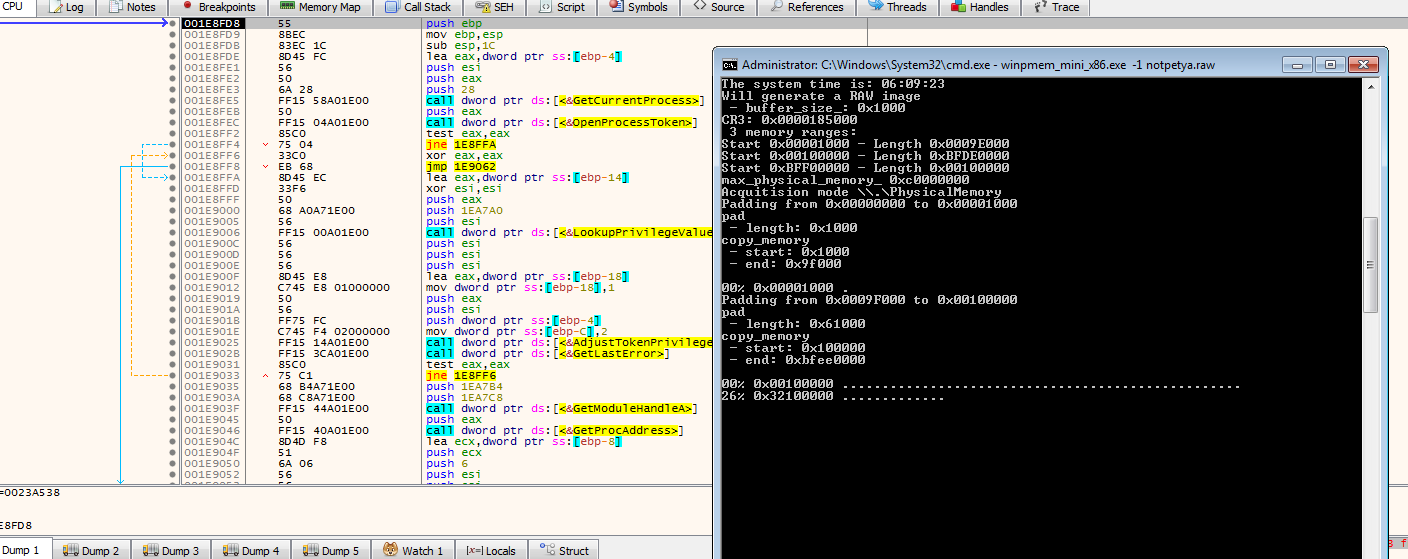 CPU Log Notes Breakpoints Memory Map Call Stack SEH Script Symbols Source References Threads Handles Trace
001E8FD8 55 push ebp
001E8FD9 8BEC mov ebp,esp
001E8FDB 83EC 1C sub esp,1C
001E8FDE 8D45 FC lea eax,dword ptr ss:[ebp-4]
001E8FE1 56 push esi
001E8FE2 50 push eax
001E8FE3 6A 28 push 28
001E8FE5 FF15 58A01E00 call dword ptr ds:[<&GetCurrentProcess>]
001E8FEB 50 push eax
001E8FEC FF15 04A01E00 call dword ptr ds:[<&OpenProcessToken>]
001E8FF2 85C0 test eax,eax
001E8FF4 75 04 jne 1E8FFA
001E8FF6 33C0 xor eax,eax
001E8FF8 EB 68 jmp 1E9062
001E8FFA 8D45 EC lea eax,dword ptr ss:[ebp-14]
001E8FFD 33F6 xor esi,esi
001E8FFF 50 push eax
001E9000 68 A0A71E00 push 1EA7A0
001E9005 56 push esi
001E9006 FF15 00A01E00 call dword ptr ds:[<&LookupPrivilegeValue
001E900C 56 push esi
001E900D 56 push esi
001E900E 56 push esi
001E900F 8D45 E8 lea eax,dword ptr ss:[ebp-18]
001E9012 C745 E8 01000000 mov dword ptr ss:[ebp-18],1
001E9019 50 push eax
001E901A 56 push esi
001E901B FF75 FC push dword ptr ss:[ebp-4]
001E901E C745 F4 02000000 mov dword ptr ss:[ebp-C],2
001E9025 FF15 14A01E00 call dword ptr ds:[<&AdjustTokenPrivilege
001E902B FF15 3CA01E00 call dword ptr ds:[<&GetLastError>]
001E9031 85C0 test eax,eax
001E9033 75 C1 jne 1E8FF6
001E9035 68 B4A71E00 push 1EA7B4
001E903A 68 C8A71E00 push 1EA7C8
001E903F FF15 44A01E00 call dword ptr ds:[<&GetModuleHandleA>]
001E9045 50 push eax
001E9046 FF15 40A01E00 call dword ptr ds:[<&GetProcAddress>]
001E904C 8D4D F8 lea ecx,dword ptr ss:[ebp-8]
001E904F 51 push ecx
001E9050 6A 06 push 6
001E9052 56 push esi
=0023A538
E8FD8
Dump 1 Dump 2 Dump 3 Dump 4 Dump 5 Watch 1 Locals Struct
Administrator: C:\Windows\System32\cmd.exe - winpmem_mini_x86.exe -1 notpetya.raw
The system time is: 06:09:23
Will generate a RAW image
- buffer_size_: 0x1000
CR3: 0x0000185000
3 memory ranges:
Start 0x00001000 - Length 0x0009E000
Start 0x00100000 - Length 0xBFDE0000
Start 0xBFF00000 - Length 0x00100000
max_physical_memory_ 0xc0000000
Acquitision mode \\.\PhysicalMemory
Padding from 0x00000000 to 0x00001000
pad
- length: 0x1000
copy_memory
- start: 0x1000
- end: 0x9f000
00% 0x00001000 .
Padding from 0x0009F000 to 0x00100000
pad
- length: 0x61000
copy_memory
- start: 0x100000
- end: 0xbfee0000
00% 0x00100000 ..................................................
26% 0x32100000 .............